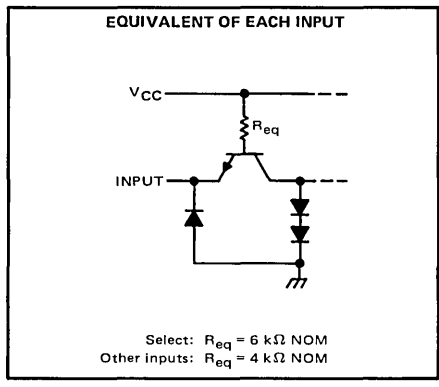 EQUIVALENT OF EACH INPUT
VCC
Req
INPUT
Select: Req = 6 kΩ NOM
Other inputs: Req = 4 kΩ NOM